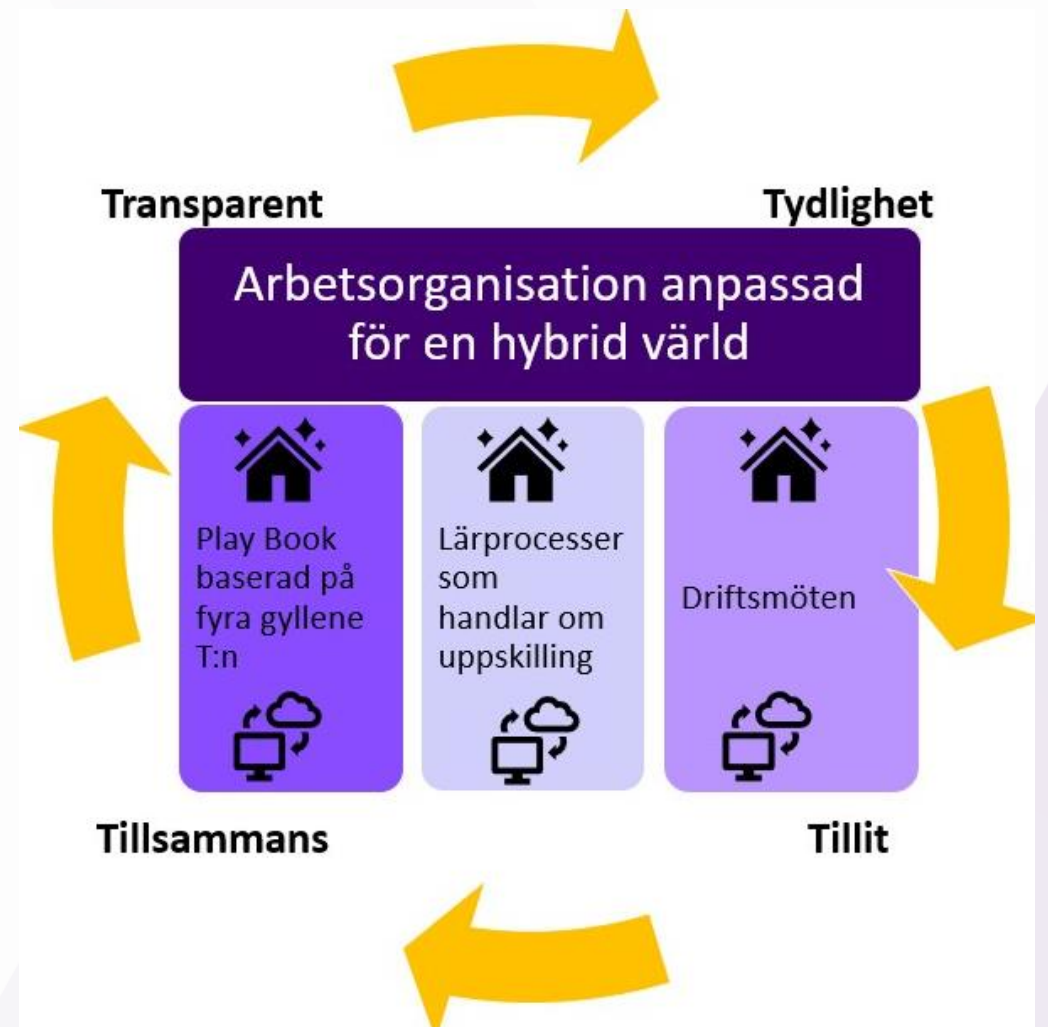 Transparent
Tydlighet
Arbetsorganisation anpassad
för en hybrid värld
Play Book
baserad på
fyra gyllene
T:n
Lärprocesser
som
handlar om
uppskilling
Driftsmöten
Tillsammans
Tillit